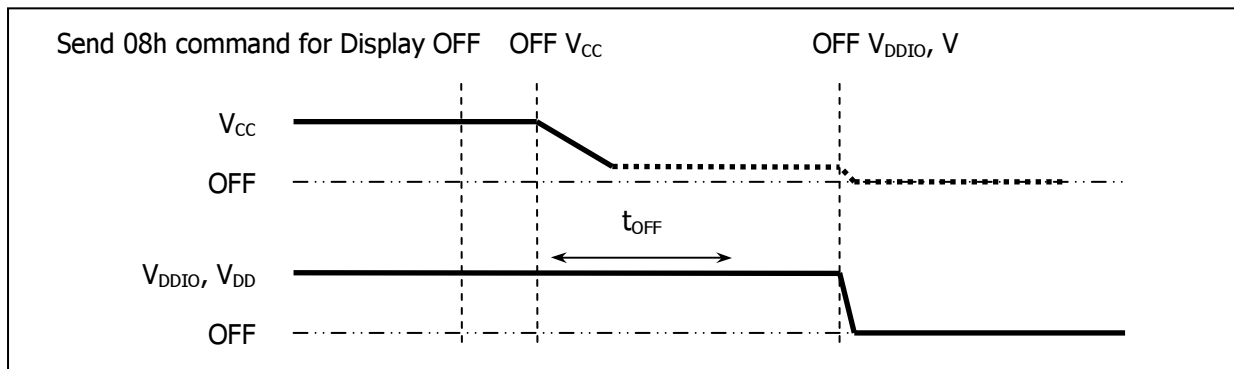 Send 08h command for Display OFF OFF VCC OFF VDDIO, V
VCC
OFF
tOFF
VDDIO, VDD
OFF